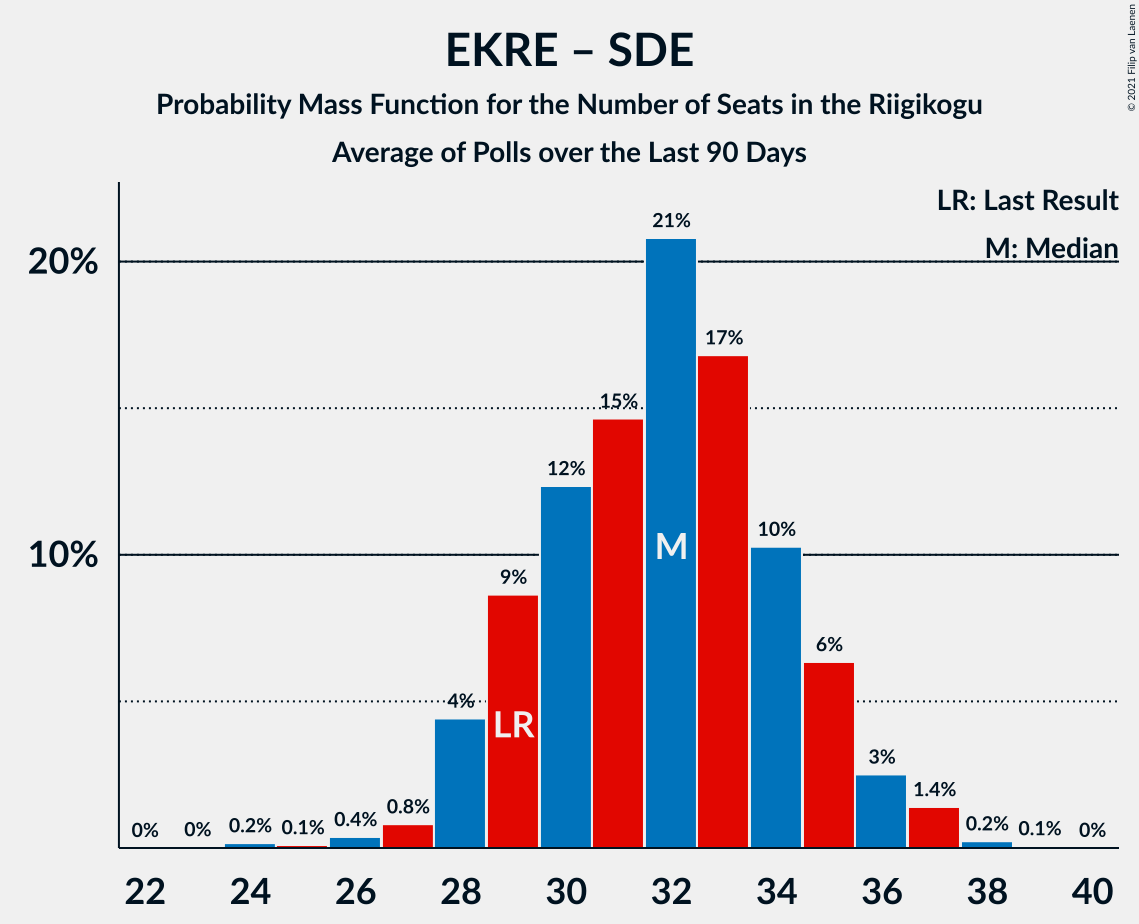 EKRE – SDE
Probability Mass Function for the Number of Seats in the Riigikogu
Average of Polls over the Last 90 Days
© 2021 Filip van Laenen
LR: Last Result
M: Median
20%
10%
0%
0%
0.2%
0.1%
0.4%
0.8%
4%
9%
12%
15%
21%
17%
10%
6%
3%
1.4%
0.2%
0.1%
0%
LR
M
22 24 26 28 30 32 34 36 38 40